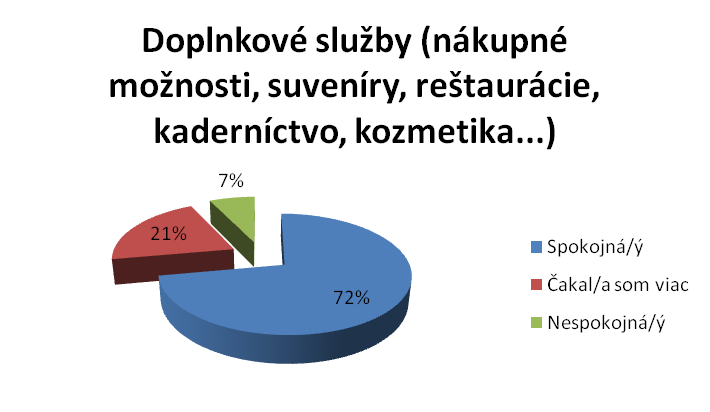 Doplnkové služby (nákupné
možnosti, suveníry, reštaurácie,
kaderníctvo, kozmetika...)
7%
21%
72%
Spokojná/ý
Čakal/a som viac
Nespokojná/ý